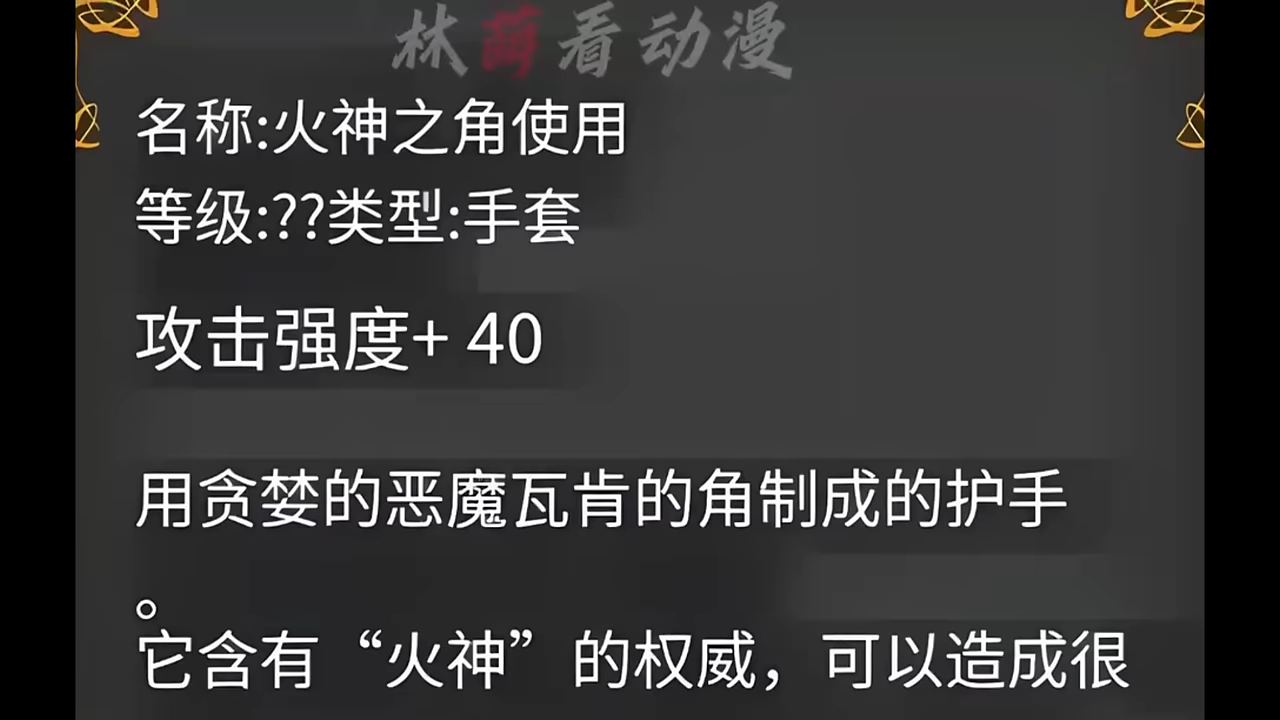 林茵看动漫
名称:火神之角使用
等级:??类型:手套
攻击强度+ 40
用贪婪的恶魔瓦肯的角制成的护手
。
它含有“火神”的权威，可以造成很